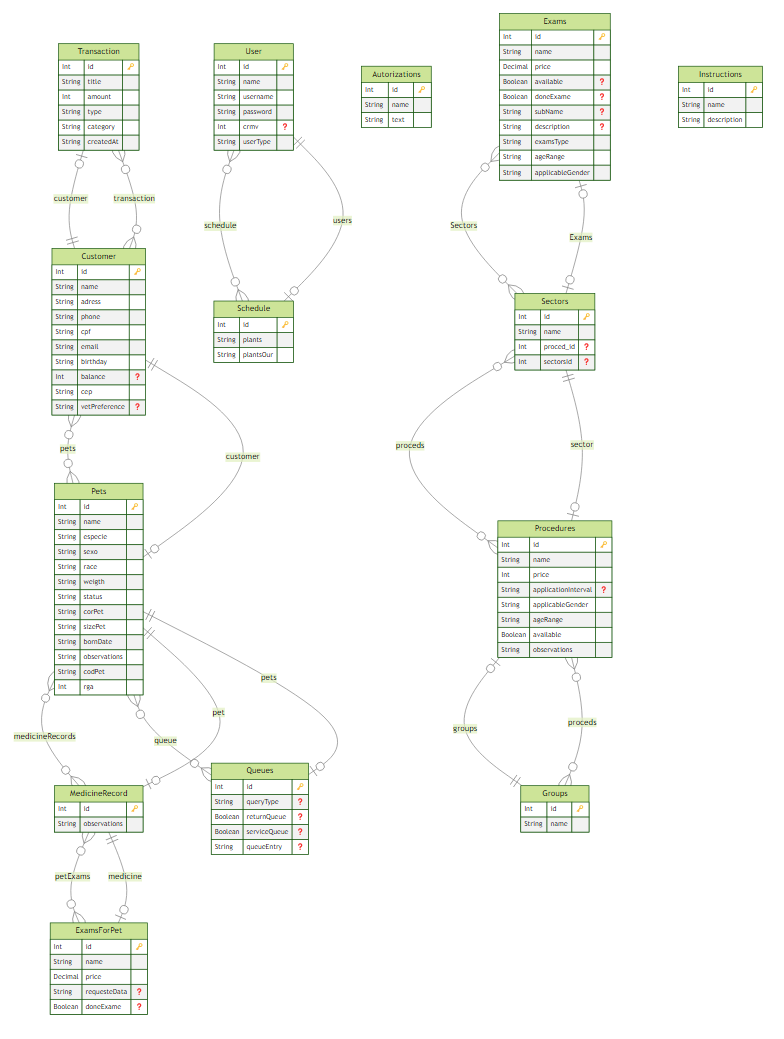 Transaction
Int id
String title
Int amount
String type
String category
String createdAt
User
Int id
String name
String username
String password
Int crmv ?
String userType
Autorizations
Int id
String name
String text
Exams
Int id
String name
Decimal price
Boolean available ?
Boolean doneExame ?
String subName ?
String description ?
String examsType
String ageRange
String applicableGender
Instructions
Int id
String name
String description
customer
transaction
schedule
users
Sectors
Exams
Customer
Int id
String name
String adress
String phone
String cpf
String email
String birthday
Int balance ?
String cep
String vetPreference ?
Schedule
Int id
String plants
String plantsOur
Sectors
Int id
String name
Int proced_id ?
Int sectorsId ?
pets
customer
proceds
sector
Pets
Int id
String name
String especie
String sexo
String race
String weigth
String status
String corPet
String sizePet
String bornDate
String observations
String codPet
Int rga
Procedures
Int id
String name
Int price
String applicationInterval ?
String applicableGender
String ageRange
Boolean available
String observations
pets
pet
medicineRecords
queue
groups
proceds
MedicineRecord
Int id
String observations
Queues
Int id
String queryType ?
Boolean returnQueue ?
Boolean serviceQueue ?
String queueEntry ?
Groups
Int id
String name
petExams
medicine
ExamsForPet
Int id
String name
Decimal price
String requesteData ?
Boolean doneExame ?